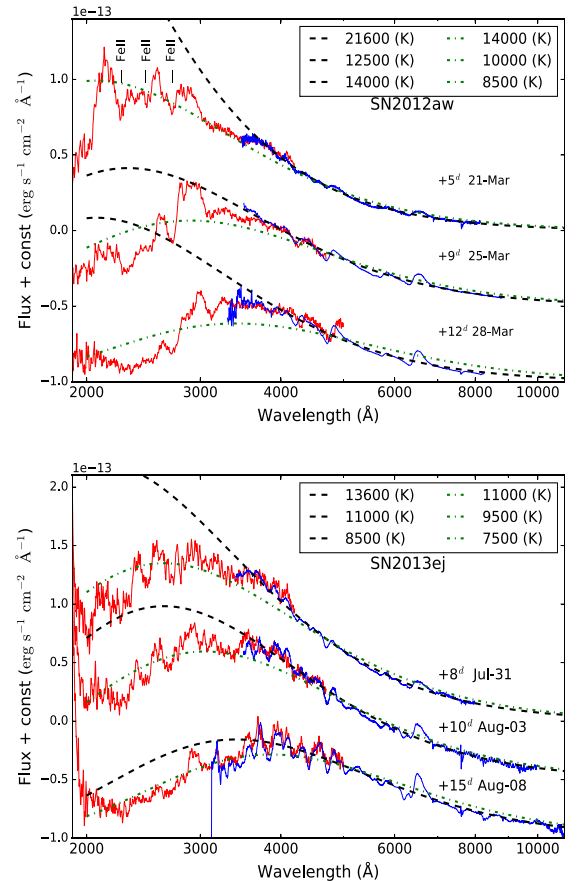 1e−13
FeII FeII FeII
21600 (K) 14000 (K)
12500 (K) 10000 (K)
14000 (K) 8500 (K)
SN2012aw
1.0
0.5
0.0
−0.5
−1.0
+5d 21-Mar
+9d 25-Mar
+12d 28-Mar
Flux + const (erg s−1 cm−2 Å−1)
2000 3000 4000 6000 8000 10000
Wavelength (Å)
1e−13
13600 (K) 11000 (K)
11000 (K) 9500 (K)
8500 (K) 7500 (K)
SN2013ej
2.0
1.5
1.0
0.5
0.0
−0.5
−1.0
+8d Jul-31
+10d Aug-03
+15d Aug-08
Flux + const (erg s−1 cm−2 Å−1)
2000 3000 4000 6000 8000 10000
Wavelength (Å)